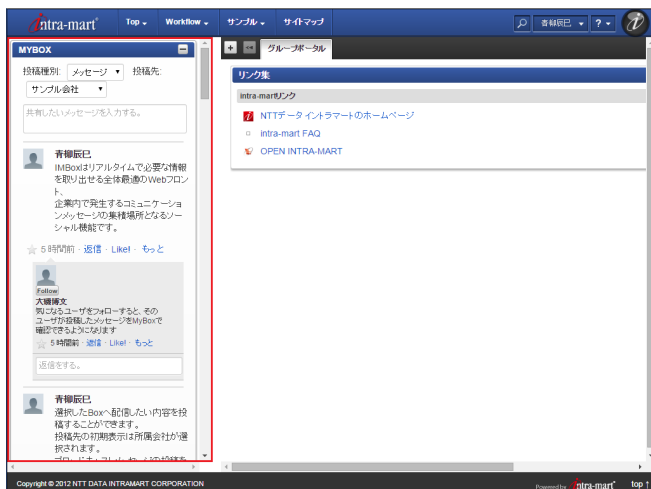 intra-mart Top Workflow サンプル サイトマップ 青柳辰巳 ?
MYBOX
グループポータル
投稿種別: メッセージ 投稿先:
サンプル会社
共有したいメッセージを入力する。
青柳辰巳
IMBoxはリアルタイムで必要な情報
を取り出せる全体最適のWebフロン
ト、
企業内で発生するコミュニケーショ
ンメッセージの集積場所となるソー
シャル機能です。
5時間前 · 返信 · Like! · もっと
Follow
大磯博文
気になるユーザをフォローすると、その
ユーザが投稿したメッセージをMyBoxで
確認できるようになります
5時間前 · 返信 · Like! · もっと
返信をする。
青柳辰巳
選択したBoxへ配信したい内容を投
稿することができます。
投稿先の初期表示は所属会社が選
択されます。
リンク集
intra-martリンク
NTTデータ イントラマートのホームページ
intra-mart FAQ
OPEN INTRA-MART
Copyright © 2012 NTT DATA INTRAMART CORPORATION
Powered by intra-mart top ↑